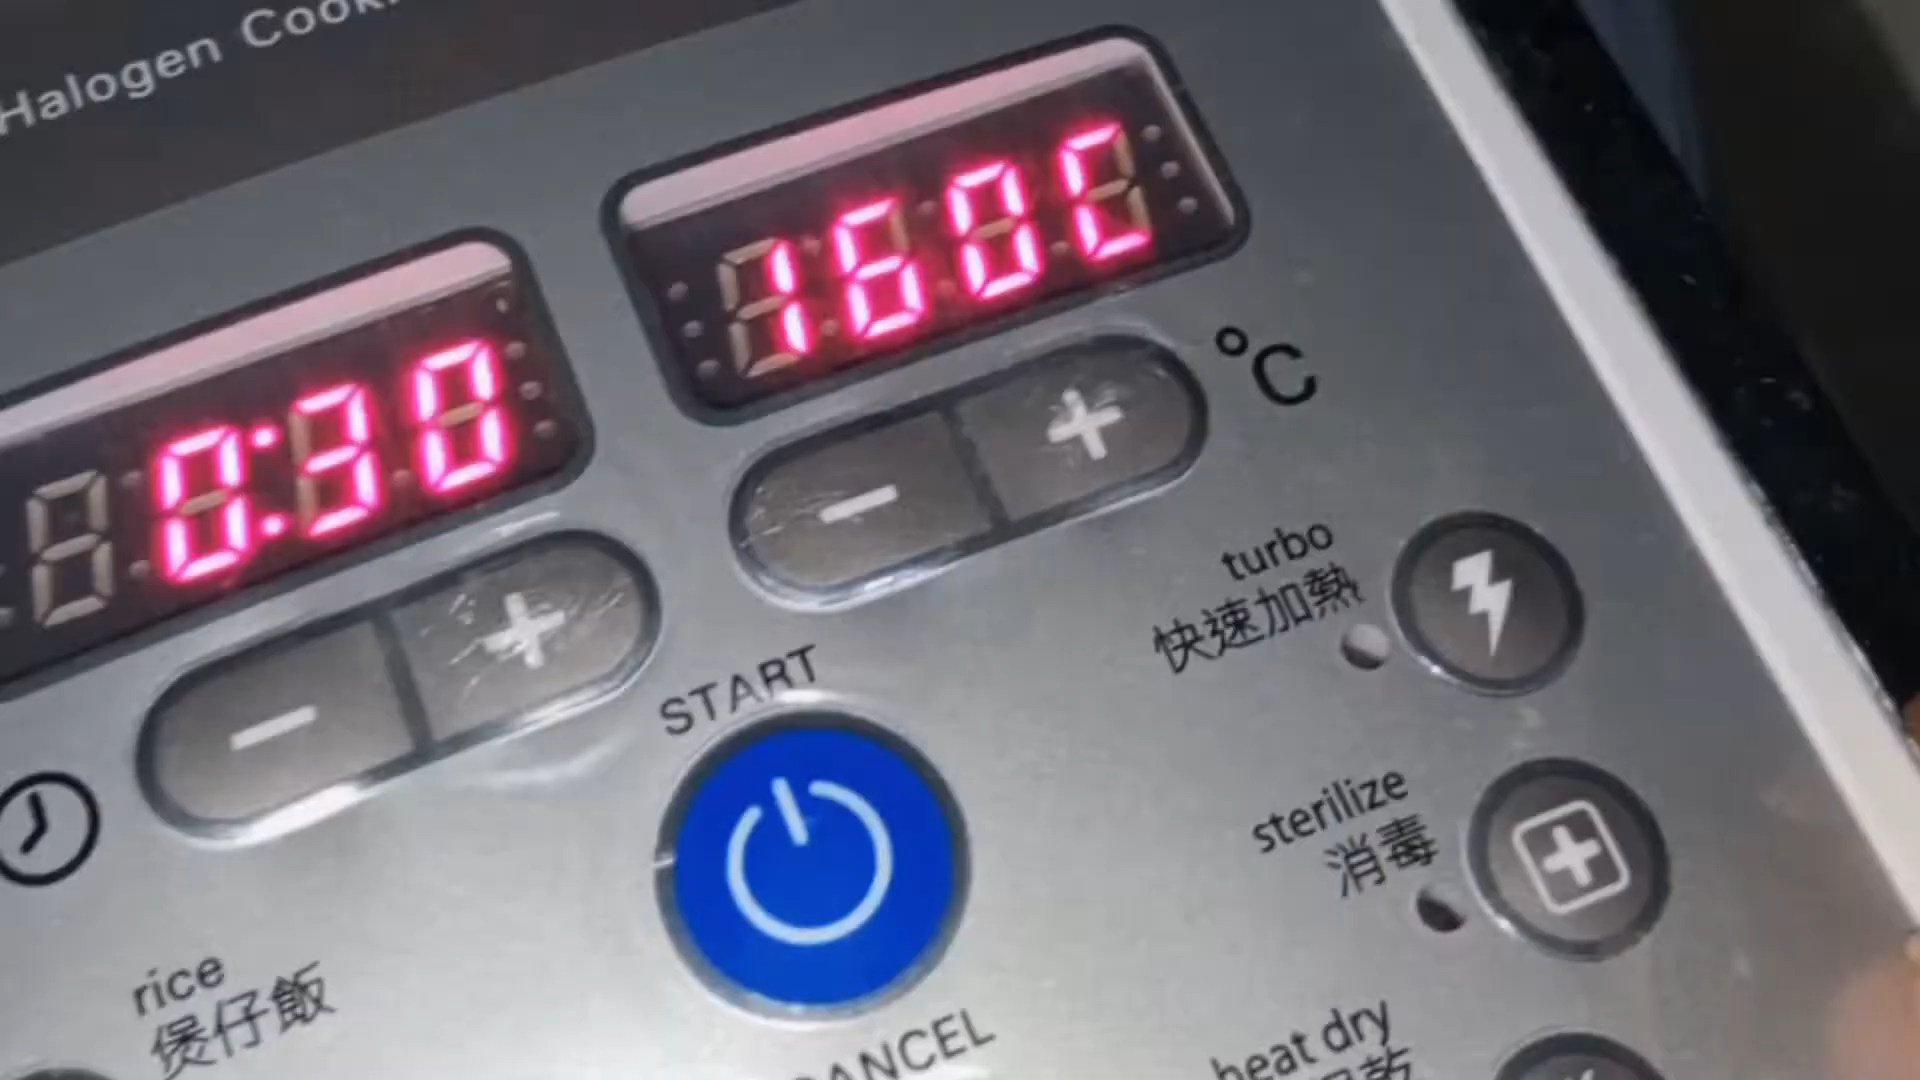 Halogen Cook
0:30
160C
°C
turbo
快速加熱
START
sterilize
消毒
rice
煲仔飯
CANCEL
heat dry